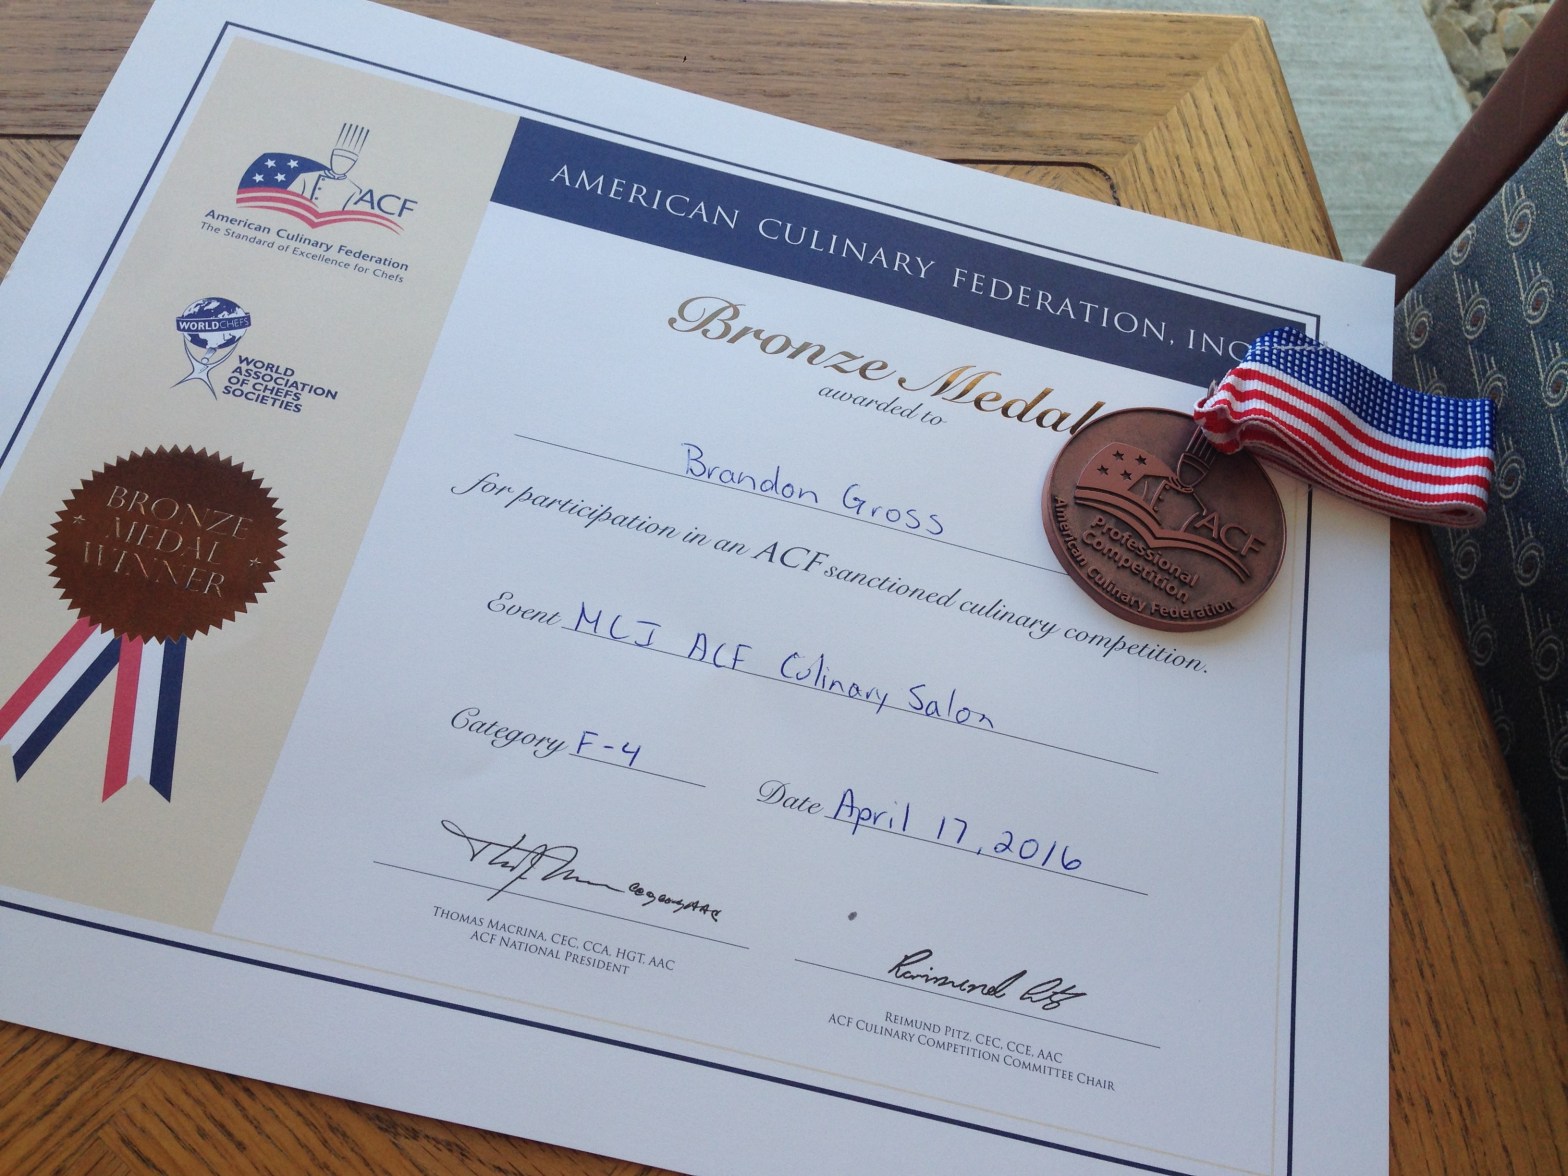 AMERICAN CULINARY FEDERATION, INC
ACF
American Culinary Federation
The Standard of Excellence for Chefs
WORLDCHEFS
WORLD
ASSOCIATION
OF CHEFS
SOCIETIES
BRONZE
MEDAL
WINNER
Bronze Medal
awarded to
Brandon Gross
for participation in an ACF sanctioned culinary competition.
Event MCJ ACF Culinary Salon
Category F-4
Date April 17, 2016
THOMAS MACRINA, CEC, CCA, HGT, AAC
ACF NATIONAL PRESIDENT
REIMUND PITZ, CEC, CCE, AAC
ACF CULINARY COMPETITION COMMITTEE CHAIR
ACF
Professional
Competition
American Culinary Federation